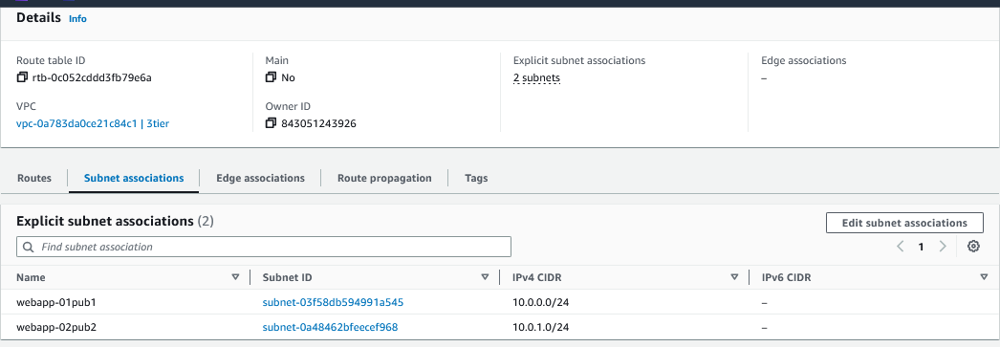 Details Info
Route table ID
rtb-0c052cddd3fb79e6a
Main
No
Explicit subnet associations
2 subnets
Edge associations
–
VPC
vpc-0a783da0ce21c84c1 | 3tier
Owner ID
843051243926
Routes Subnet associations Edge associations Route propagation Tags
Explicit subnet associations (2)
Edit subnet associations
Find subnet association
1
Name Subnet ID IPv4 CIDR IPv6 CIDR
webapp-01pub1 subnet-03f58db594991a545 10.0.0.0/24 –
webapp-02pub2 subnet-0a48462bfeecef968 10.0.1.0/24 –